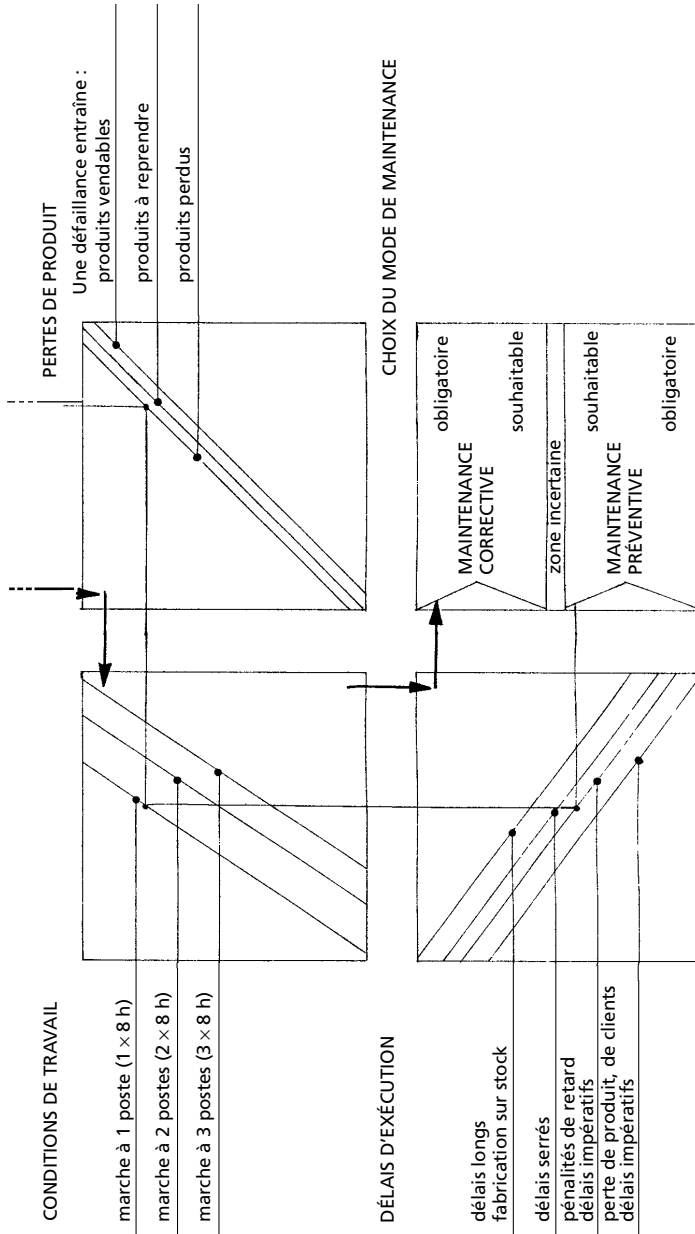 CONDITIONS DE TRAVAIL
marche à 1 poste (1 × 8 h)
marche à 2 postes (2 × 8 h)
marche à 3 postes (3 × 8 h)
PERTES DE PRODUIT
Une défaillance entraîne :
produits vendables
produits à reprendre
produits perdus
DÉLAIS D'EXÉCUTION
délais longs
fabrication sur stock
délais serrés
pénalités de retard
délais impératifs
perte de produit, de clients
délais impératifs
CHOIX DU MODE DE MAINTENANCE
obligatoire
MAINTENANCE
CORRECTIVE
souhaitable
zone incertaine
souhaitable
MAINTENANCE
PRÉVENTIVE
obligatoire